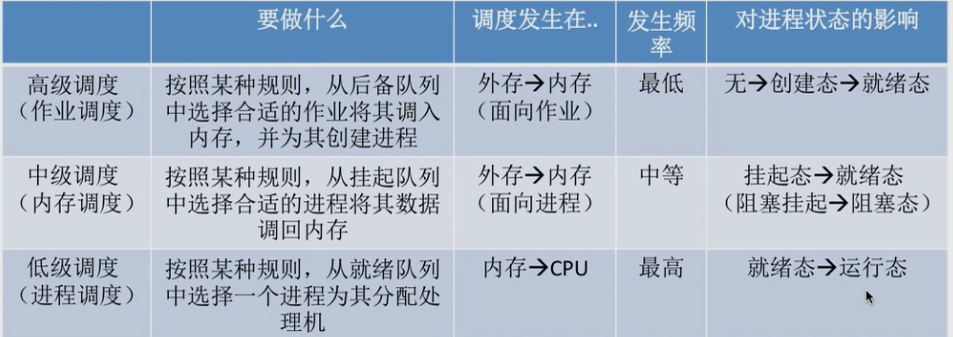 要做什么
调度发生在..
发生频
率
对进程状态的影响
高级调度
（作业调度）
按照某种规则，从后备队列
中选择合适的作业将其调入
内存，并为其创建进程
外存→内存
（面向作业）
最低
无→创建态→就绪态
中级调度
（内存调度）
按照某种规则，从挂起队列
中选择合适的进程将其数据
调回内存
外存→内存
（面向进程）
中等
挂起态→就绪态
（阻塞挂起→阻塞态）
低级调度
（进程调度）
按照某种规则，从就绪队列
中选择一个进程为其分配处
理机
内存→CPU
最高
就绪态→运行态